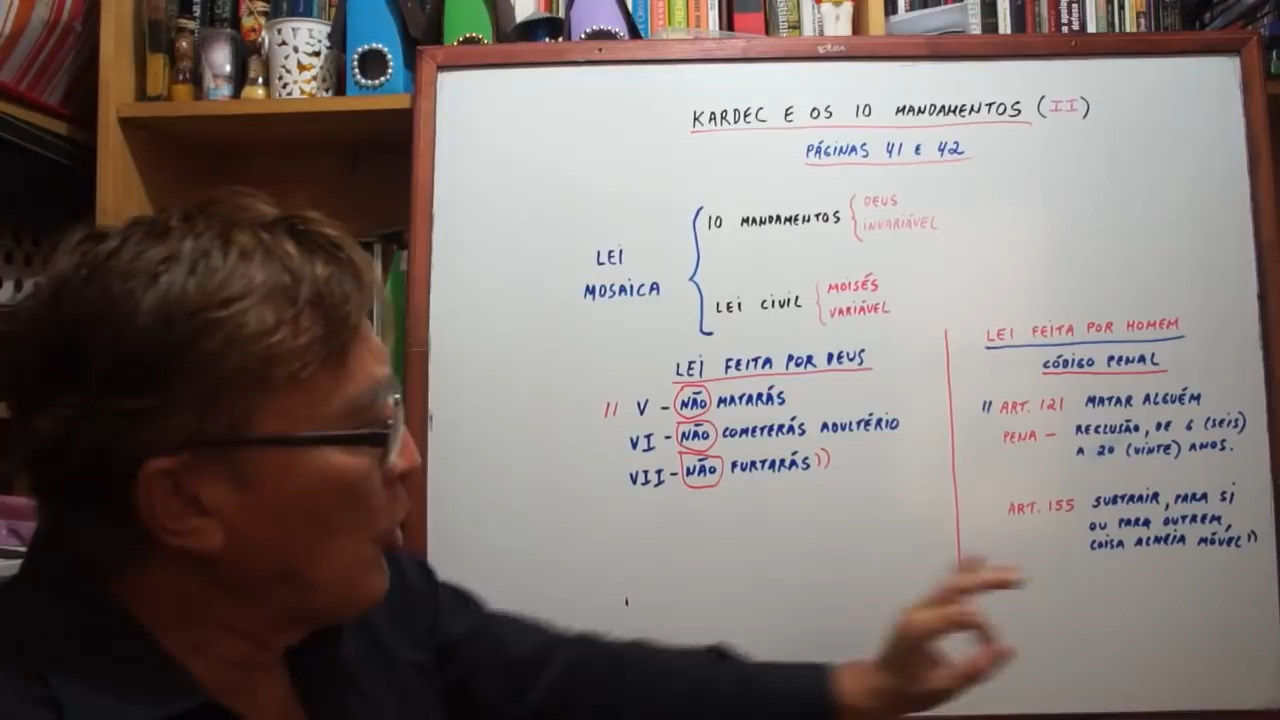 KARDEC E OS 10 MANDAMENTOS (II)
PÁGINAS 41 E 42
LEI MOSAICA
10 MANDAMENTOS
DEUS
INVARIÁVEL
LEI CIVIL
MOISÉS
VARIÁVEL
LEI FEITA POR DEUS
" V - NÃO MATARÁS
VI - NÃO COMETERÁS ADULTÉRIO
VII - NÃO FURTARÁS"
LEI FEITA POR HOMEM
CÓDIGO PENAL
" ART. 121 MATAR ALGUÉM
PENA - RECLUSÃO, DE 6 (SEIS)
A 20 (VINTE) ANOS.
ART. 155 SUBTRAIR, PARA SI
OU PARA OUTREM,
COISA ALHEIA MÓVEL"